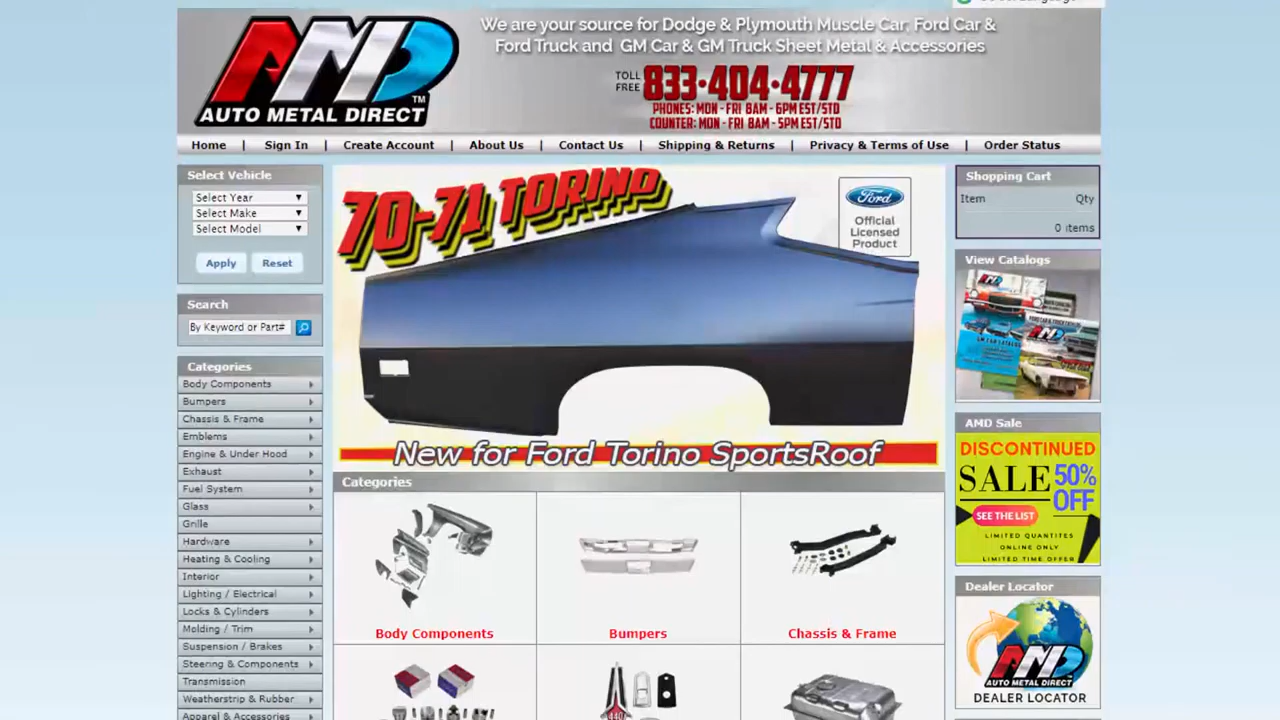 We are your source for Dodge & Plymouth Muscle Car, Ford Car &
Ford Truck and GM Car & GM Truck Sheet Metal & Accessories
AMD
TM
AUTO METAL DIRECT
TOLL
FREE
833•404•4777
PHONES: MON - FRI 8AM - 6PM EST/STD
COUNTER: MON - FRI 8AM - 5PM EST/STD
Home | Sign In | Create Account | About Us | Contact Us | Shipping & Returns | Privacy & Terms of Use | Order Status
Select Vehicle
Select Year
Select Make
Select Model
Apply Reset
Search
By Keyword or Part#
Categories
Body Components
Bumpers
Chassis & Frame
Emblems
Engine & Under Hood
Exhaust
Fuel System
Glass
Grille
Hardware
Heating & Cooling
Interior
Lighting / Electrical
Locks & Cylinders
Molding / Trim
Suspension / Brakes
Steering & Components
Transmission
Weatherstrip & Rubber
Apparel & Accessories
70-71 TORINO
Ford
Official
Licensed
Product
New for Ford Torino SportsRoof
Categories
Body Components
Bumpers
Chassis & Frame
Shopping Cart
Item Qty
0 items
View Catalogs
AMD Sale
DISCONTINUED
SALE 50%
OFF
SEE THE LIST
LIMITED QUANTITES
ONLINE ONLY
LIMITED TIME OFFER
Dealer Locator
AMD
AUTO METAL DIRECT
DEALER LOCATOR